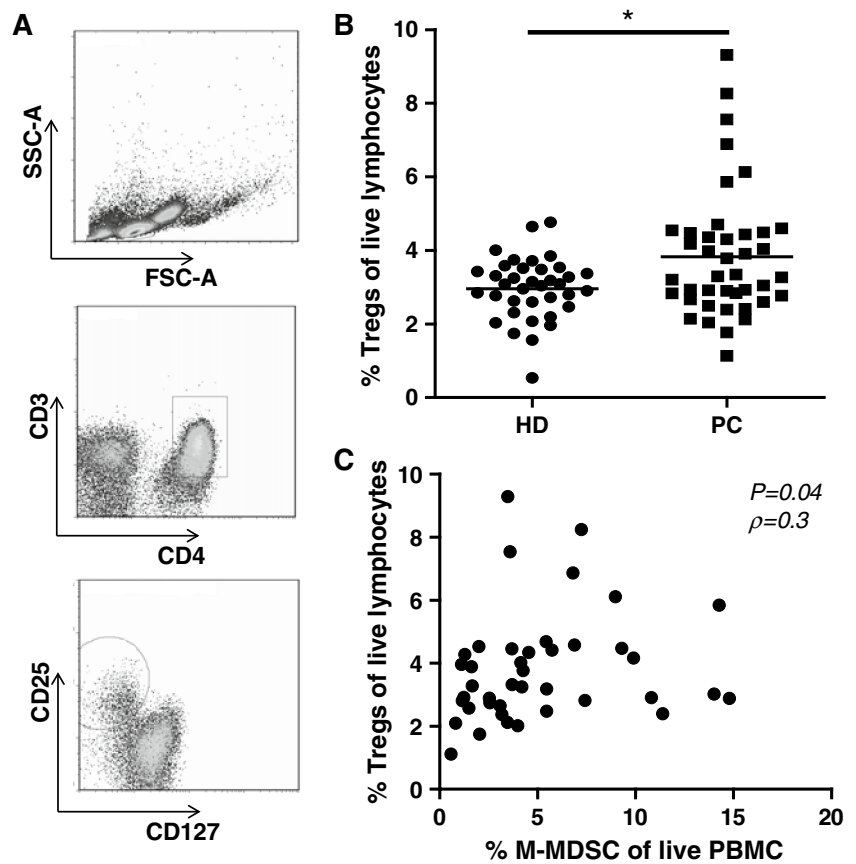 A
SSC-A
FSC-A
CD3
CD4
CD25
CD127
B
*
% Tregs of live lymphocytes
10
8
6
4
2
0
HD
PC
C
P=0.04
ρ=0.3
% Tregs of live lymphocytes
10
8
6
4
2
0
0
5
10
15
20
% M-MDSC of live PBMC